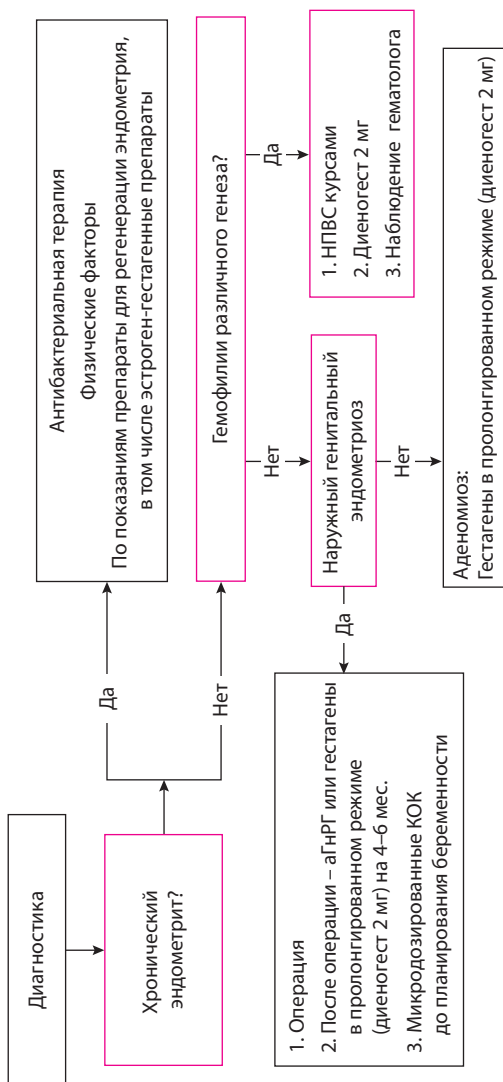 Диагностика
Хронический
эндометрит?
Да
Нет
Антибактериальная терапия
Физические факторы
По показаниям препараты для регенерации эндометрия,
в том числе эстроген-гестагенные препараты
Гемофилии различного генеза?
Нет
Да
Наружный генитальный
эндометриоз
1. НПВС курсами
2. Диеногест 2 мг
3. Наблюдение гематолога
Да
Нет
1. Операция
2. После операции – аГнРГ или гестагены
в пролонгированном режиме
(диеногест 2 мг) на 4–6 мес.
3. Микродозированные КОК
до планирования беременности
Аденомиоз:
Гестагены в пролонгированном режиме (диеногест 2 мг)